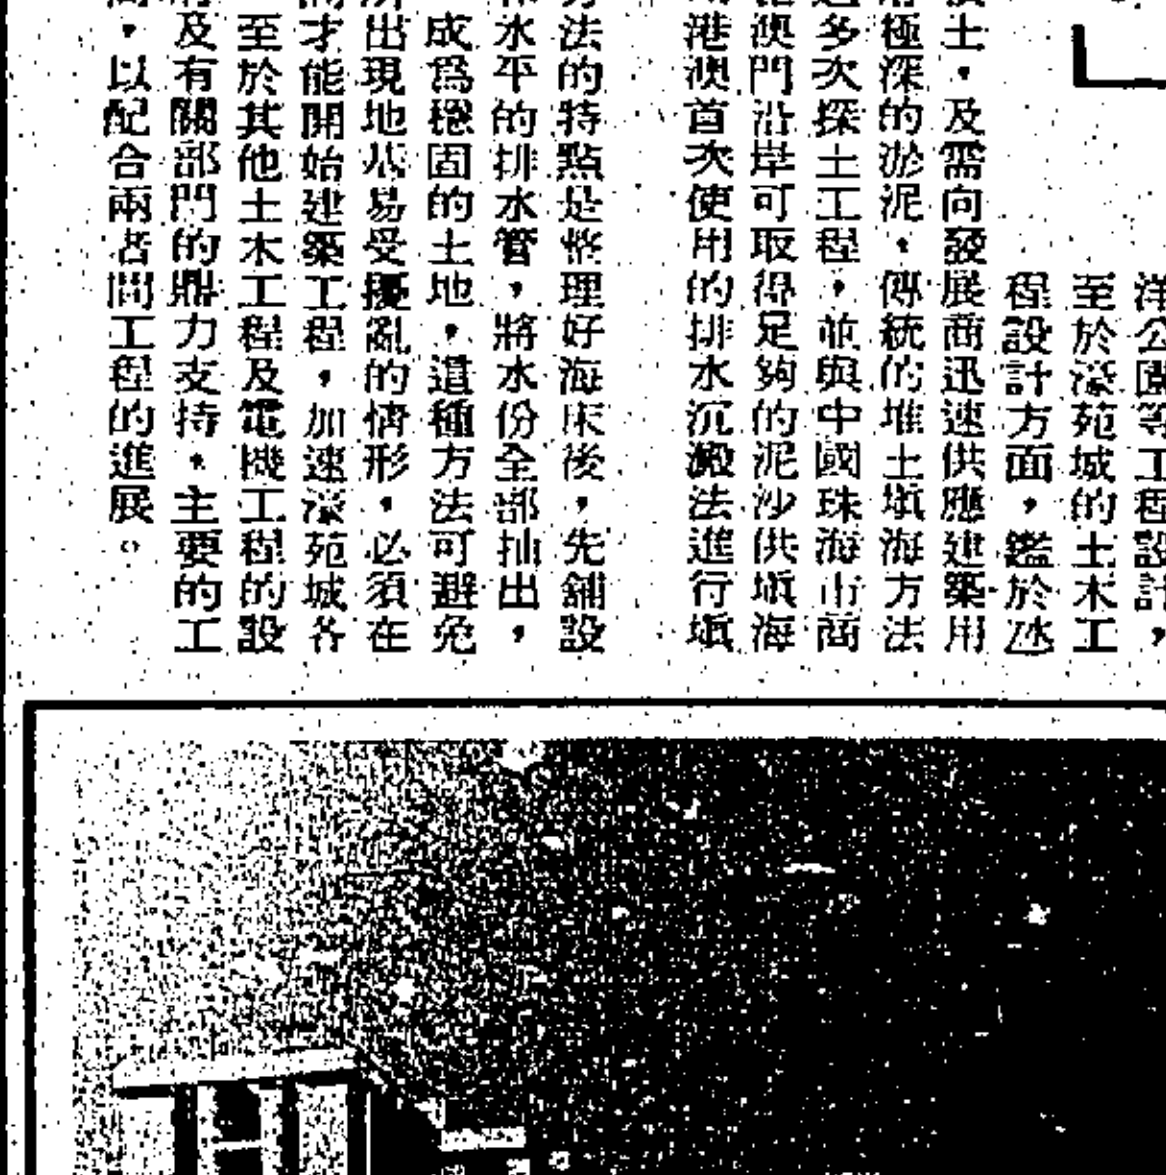 洋公園等工程設計，
至於濠苑城的土木工
程設計方面，鑑於氹
土，及需向發展商迅速供應建築用
極深的淤泥，傳統的堆土塡海方法
多次探土工程，並與中國珠海市商
澳門沿岸可取得足夠的泥沙供塡海
港澳首次使用的排水沉澱法進行塡
法的特點是整理好海床後，先舖設
水平的排水管，將水份全部抽出，
成爲穩固的土地，這種方法可避免
出現地基易受擾亂的情形，必須在
才能開始建築工程，加速濠苑城各
至於其他土木工程及電機工程的設
及有關部門的鼎力支持，主要的工
，以配合兩者間工程的進展。